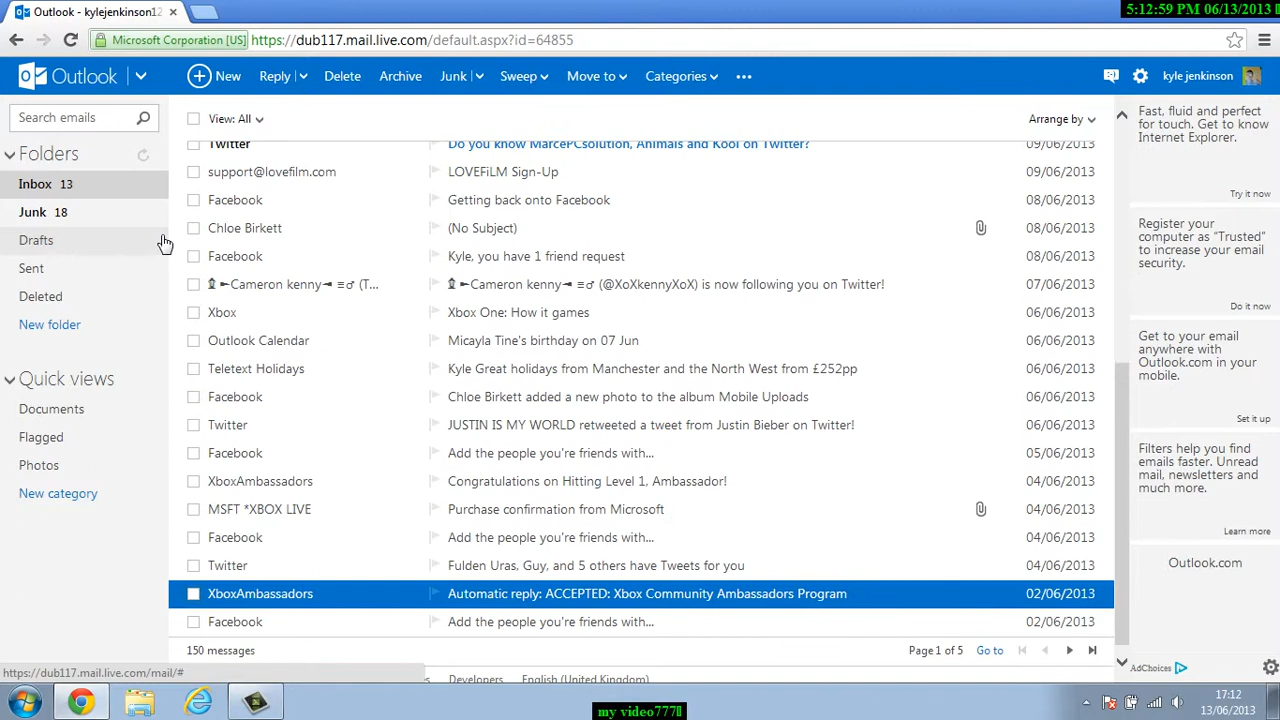 Outlook - kylejenkinson12
5:12:59 PM 06/13/2013
Microsoft Corporation [US]
https://dub117.mail.live.com/default.aspx?id=64855
Outlook
New
Reply
Delete
Archive
Junk
Sweep
Move to
Categories
kyle jenkinson
Search emails
View: All
Arrange by
Folders
Inbox 13
Junk 18
Drafts
Sent
Deleted
New folder
Quick views
Documents
Flagged
Photos
New category
Twitter Do you know MarcePCsolution, Animals and Kool on Twitter? 09/06/2013
support@lovefilm.com LOVEFiLM Sign-Up 09/06/2013
Facebook Getting back onto Facebook 08/06/2013
Chloe Birkett (No Subject) 08/06/2013
Facebook Kyle, you have 1 friend request 08/06/2013
Cameron kenny◄ ≡♂ (T... ►Cameron kenny◄ ≡♂ (@XoXkennyXoX) is now following you on Twitter! 07/06/2013
Xbox Xbox One: How it games 06/06/2013
Outlook Calendar Micayla Tine's birthday on 07 Jun 06/06/2013
Teletext Holidays Kyle Great holidays from Manchester and the North West from £252pp 06/06/2013
Facebook Chloe Birkett added a new photo to the album Mobile Uploads 06/06/2013
Twitter JUSTIN IS MY WORLD retweeted a tweet from Justin Bieber on Twitter! 06/06/2013
Facebook Add the people you're friends with... 05/06/2013
XboxAmbassadors Congratulations on Hitting Level 1, Ambassador! 04/06/2013
MSFT *XBOX LIVE Purchase confirmation from Microsoft 04/06/2013
Facebook Add the people you're friends with... 04/06/2013
Twitter Fulden Uras, Guy, and 5 others have Tweets for you 04/06/2013
XboxAmbassadors Automatic reply: ACCEPTED: Xbox Community Ambassadors Program 02/06/2013
Facebook Add the people you're friends with... 02/06/2013
150 messages
Page 1 of 5 Go to
Fast, fluid and perfect
for touch. Get to know
Internet Explorer.
Try it now
Register your
computer as "Trusted"
to increase your email
security.
Do it now
Get to your email
anywhere with
Outlook.com in your
mobile.
Set it up
Filters help you find
emails faster. Unread
mail, newsletters and
much more.
Learn more
Outlook.com
AdChoices
https://dub117.mail.live.com/mail/#
Developers
English (United Kingdom)
my video777
17:12
13/06/2013